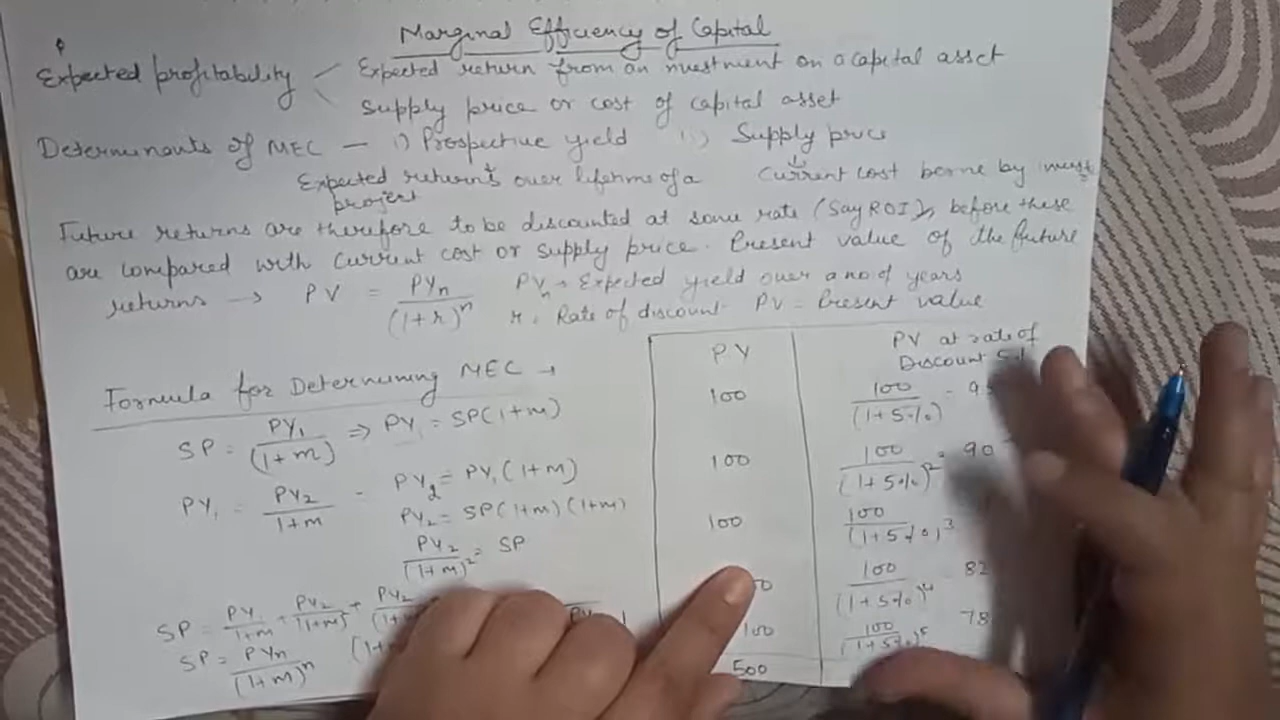 Marginal Efficiency of Capital
Expected profitability Expected return from an investment on a capital asset
Supply price or cost of capital asset
Determinants of MEC — i) Prospective yield ii) Supply price
Expected returns over lifetime of a project
Current cost borne by
Future returns are therefore to be discounted at some rate (Say ROI), before these
are compared with current cost or supply price. Present value of the future
returns → PV = PYn / (1+r)^n PYn = Expected yield over a no of years
r = Rate of discount PV = Present value
Formula for Determining MEC →
SP = PY1 / (1+m) ⇒ PY1 = SP(1+m)
PY1 = PY2 / 1+m = PY2 = PY1(1+m)
PY2 = SP(1+m)(1+m)
PY2 / (1+m)² = SP
SP = PY / 1+m + PY2 / (1+m)² + PY2
SP = PYn / (1+m)^n
PY PV at rate of
Discount 5%
100 100 / (1+5%)
100 100 / (1+5%)² = 90
100 100 / (1+5%)³
100 / (1+5%)⁴ 82
100 100 / (1+5%)⁵ 78
500